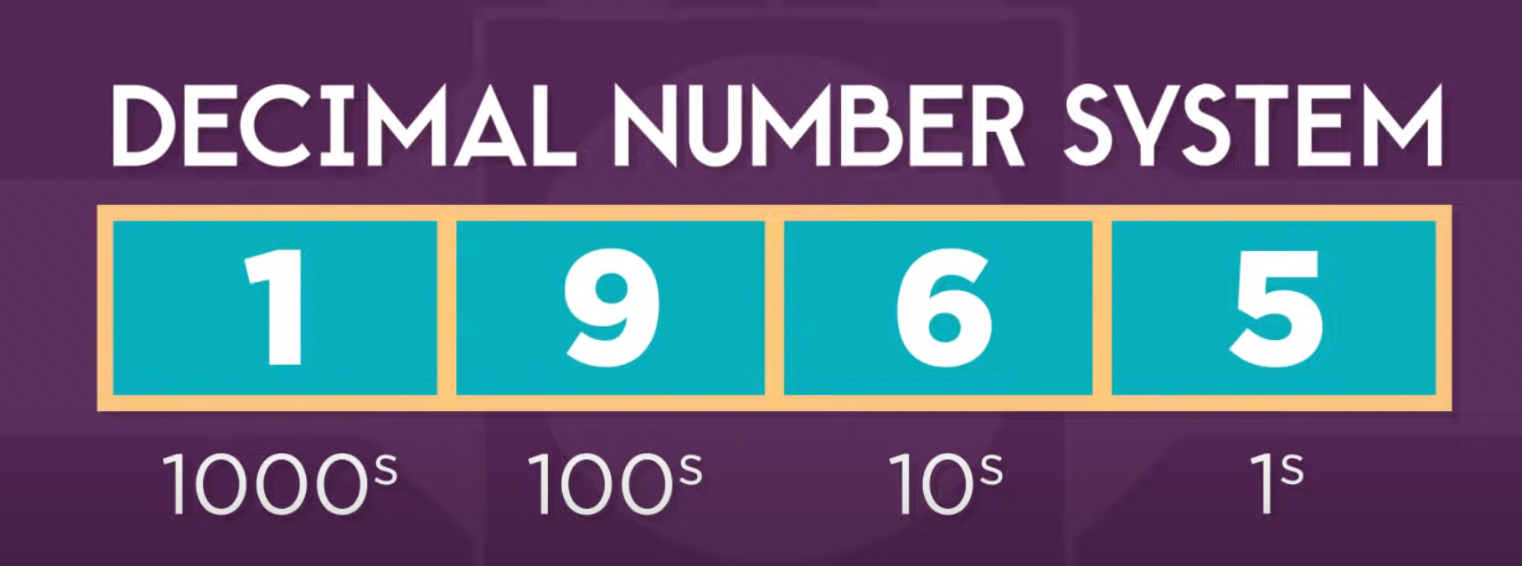 DECIMAL NUMBER SYSTEM
1 9 6 5
1000s 100s 10s 1s